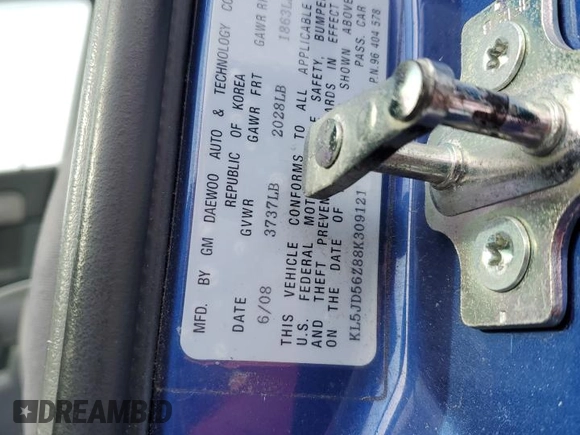 MFD. BY GM DAEWOO AUTO & TECHNOLOGY CO
REPUBLIC OF KOREA
DATE GVWR GAWR FRT GAWR RR
6/08 3737LB 2028LB 1863L
THIS VEHICLE CONFORMS TO ALL APPLICABLE
U.S. FEDERAL SAFETY, BUMPE
AND THEFT IN EFFECT
ON THE DATE OF SHOWN ABOVE
KL5JD56Z88K309121 PASS. CAR
P.N. 96 404 578
DREAMBID